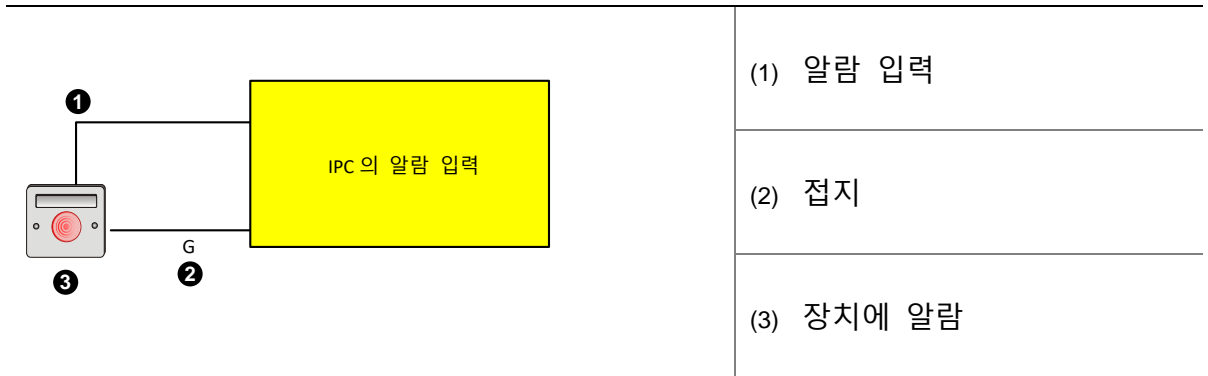 ❶
IPC 의 알람 입력
G
❷
❸
(1) 알람 입력
(2) 접지
(3) 장치에 알람